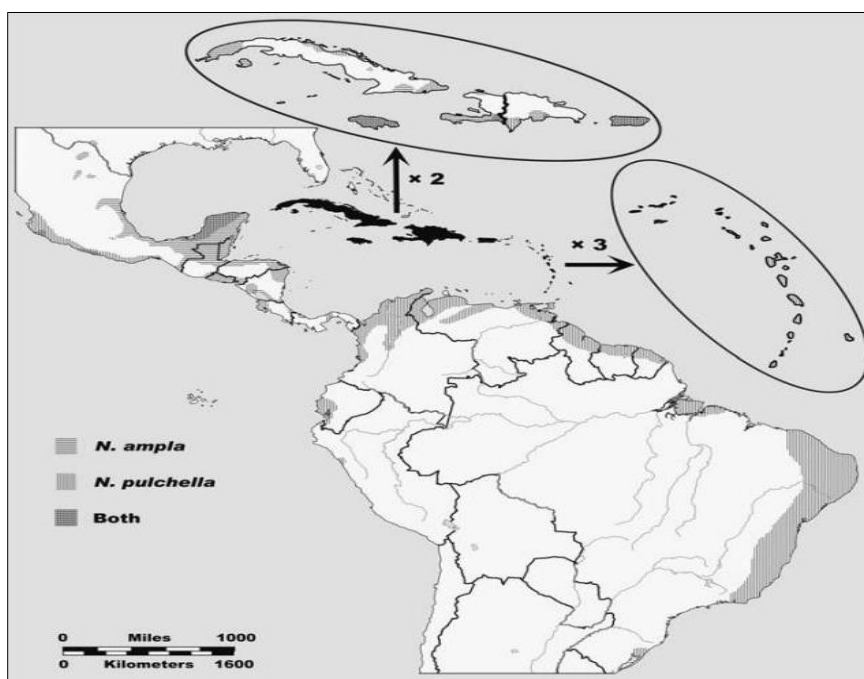 × 2
× 3
N. ampla
N. pulchella
Both
0 Miles 1000
0 Kilometers 1600